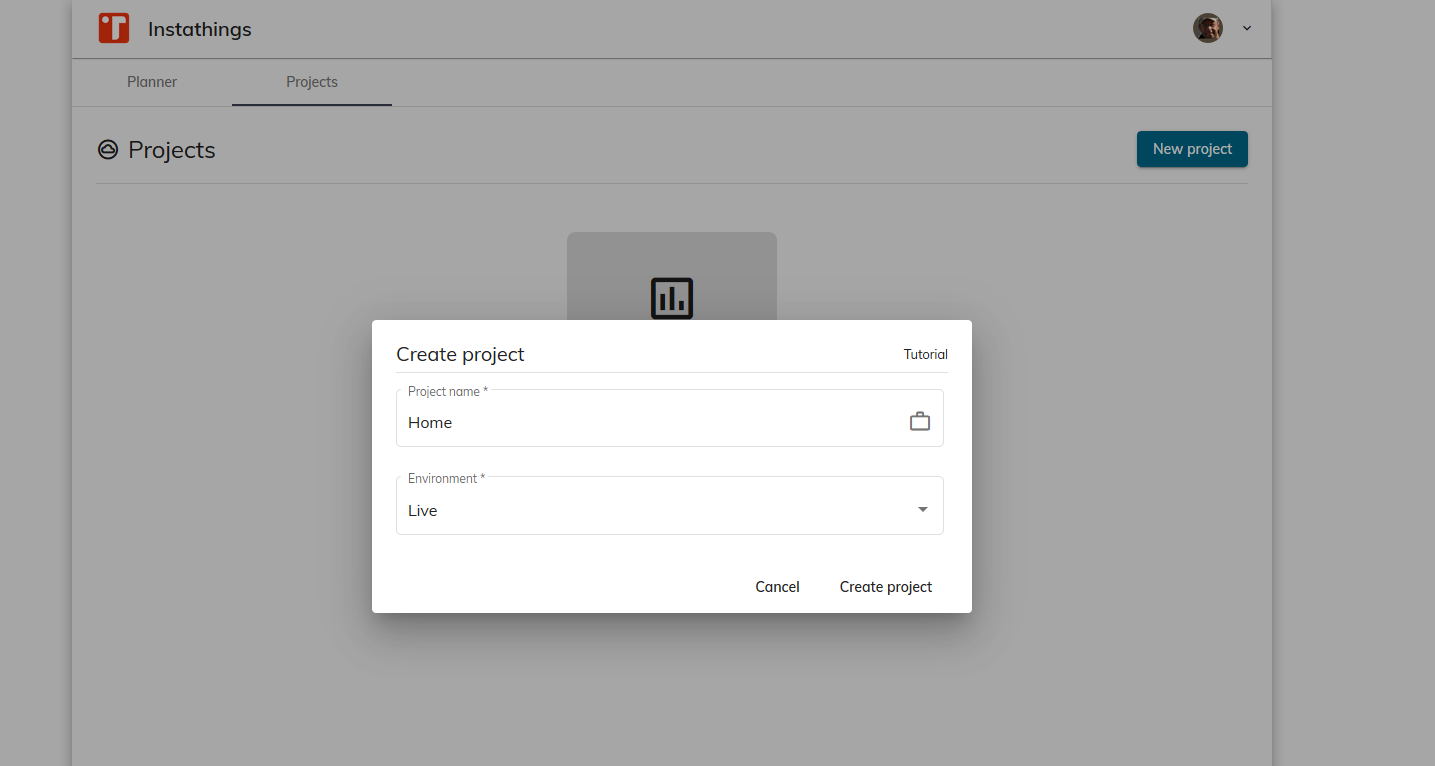 Instathings
Planner
Projects
Projects
New project
Create project
Tutorial
Project name *
Home
Environment *
Live
Cancel
Create project